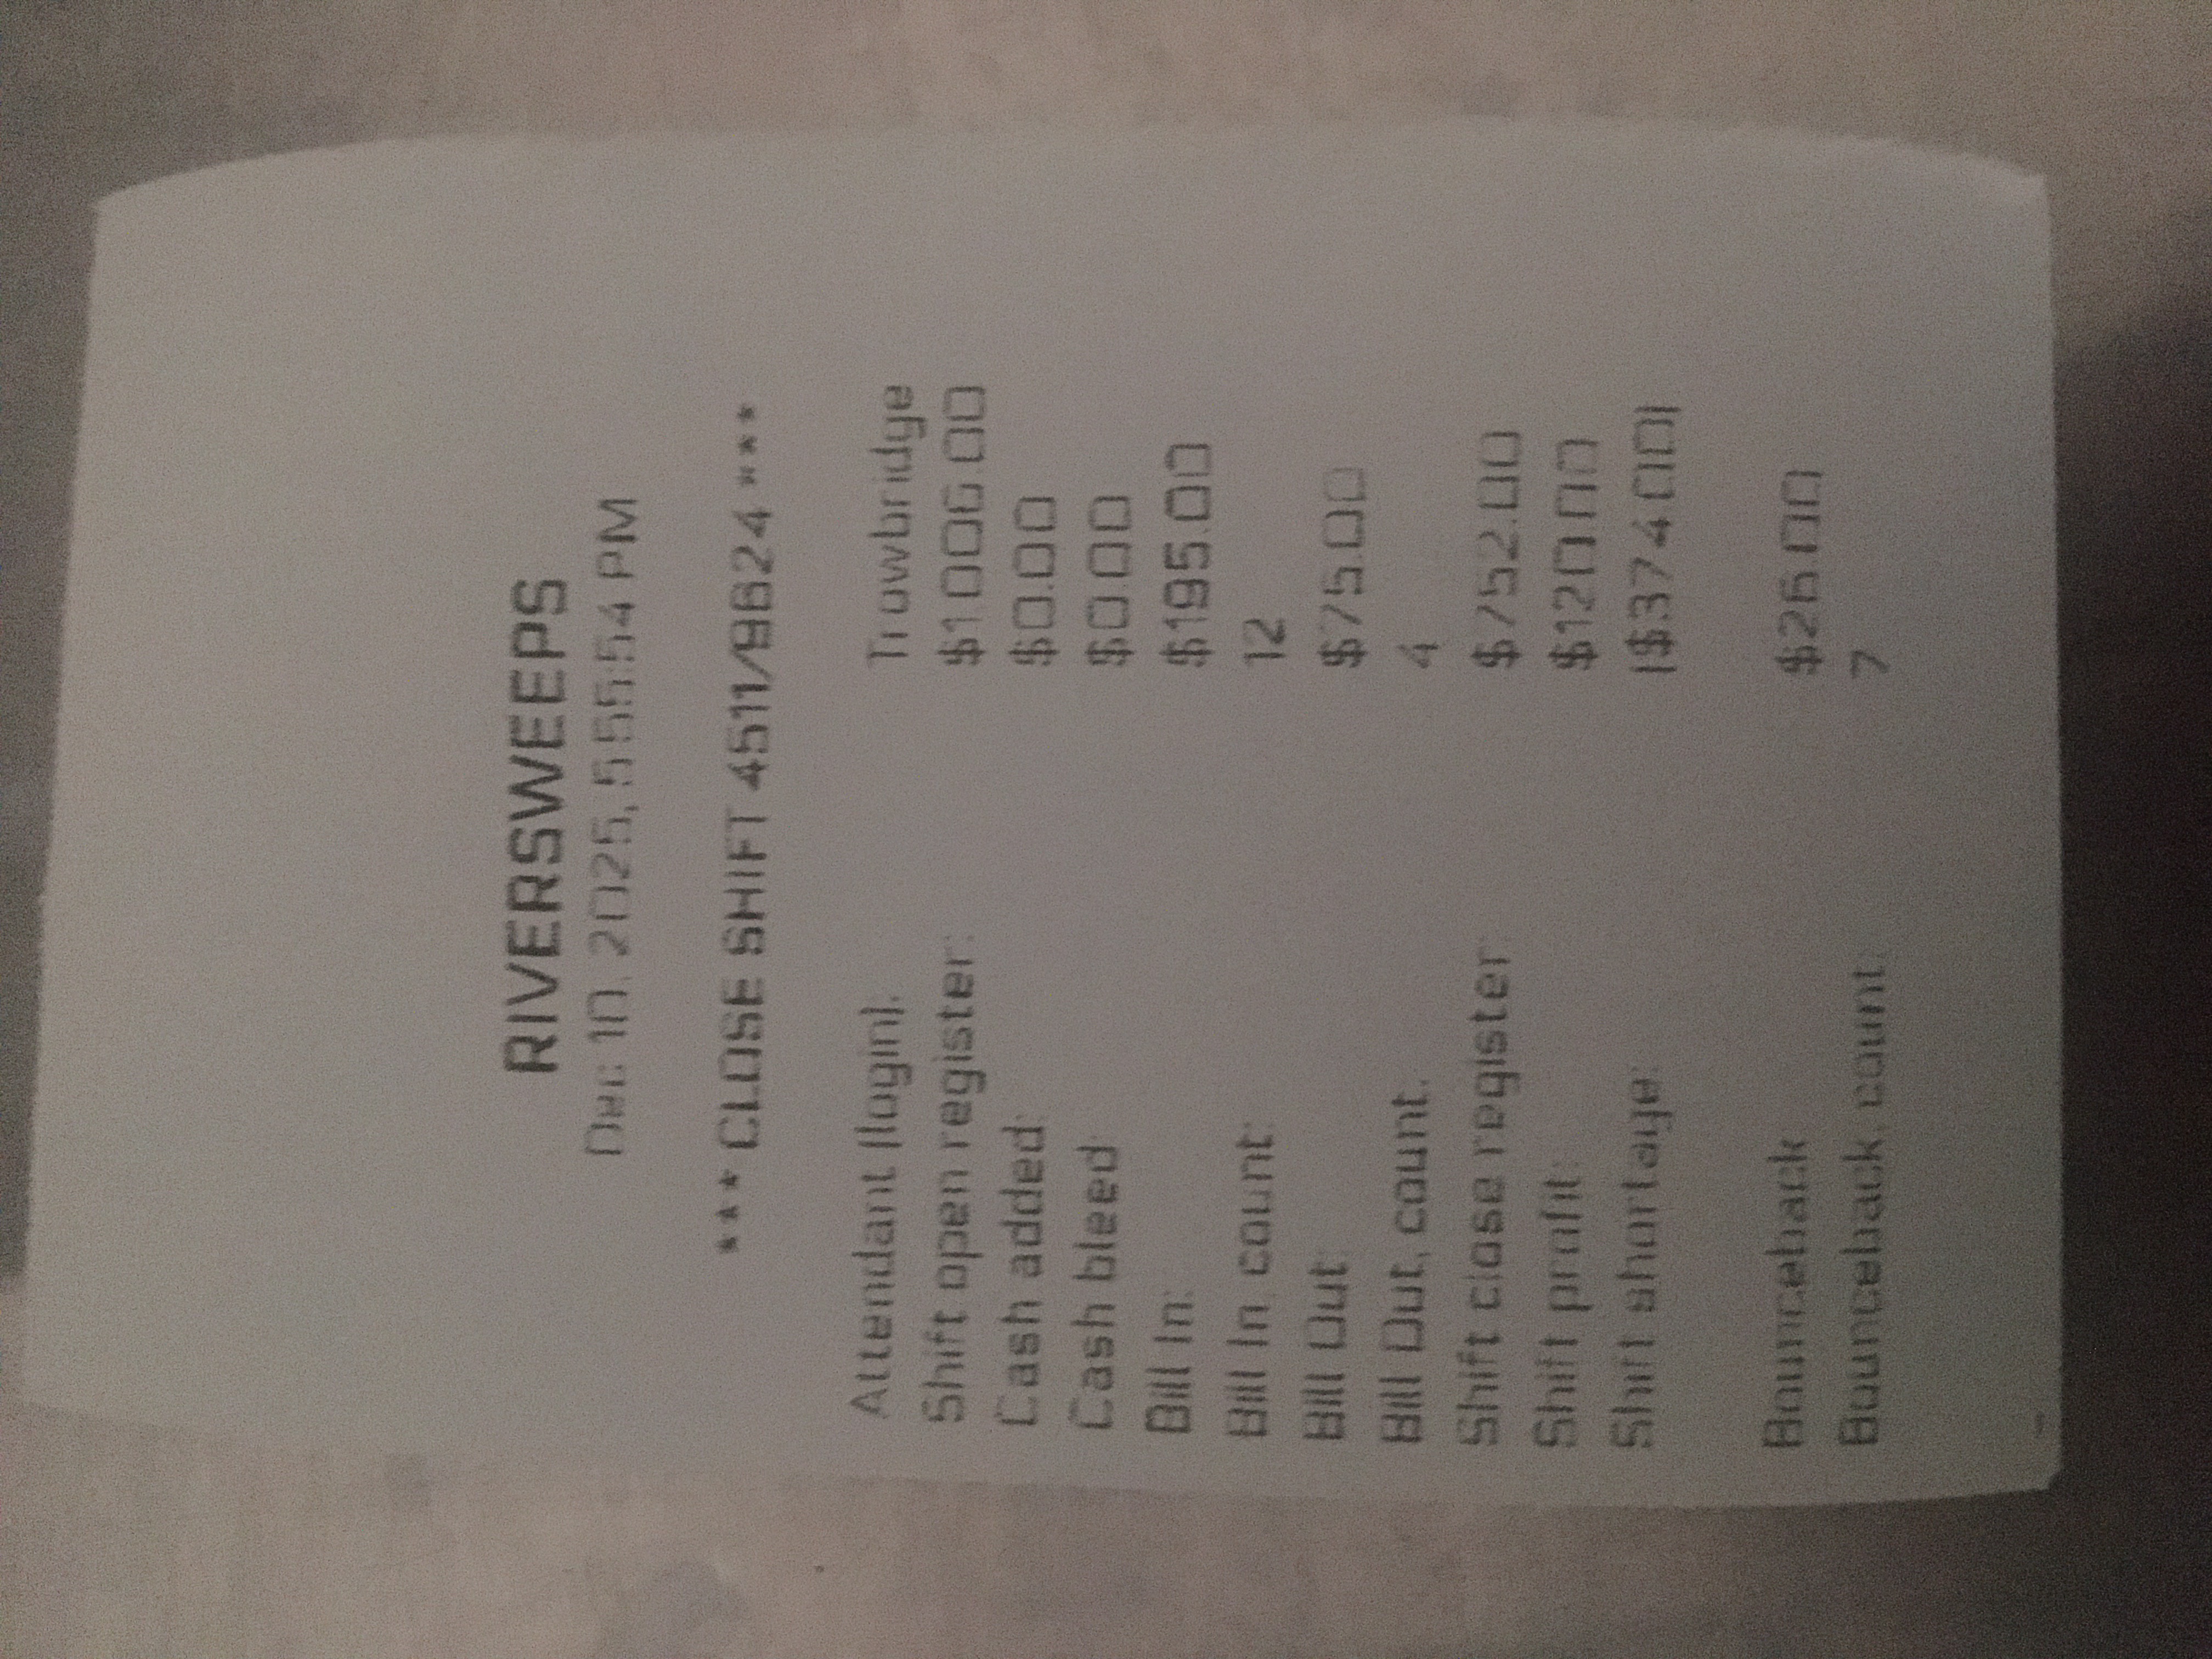 RIVERSWEEPS
Dec 10, 2025, 5:55:54 PM
*** CLOSE SHIFT 4511/9624 ***
Attendant (login): Trowbridge
Shift open register: $1006.00
Cash added: $0.00
Cash bleed: $0.00
Bill In: $195.00
Bill In, count: 12
Bill Out: $75.00
Bill Out, count: 4
Shift close register: $752.00
Shift profit: $120.00
Shift shortage: ($374.00)
Bounceback: $26.00
Bounceback, count: 7